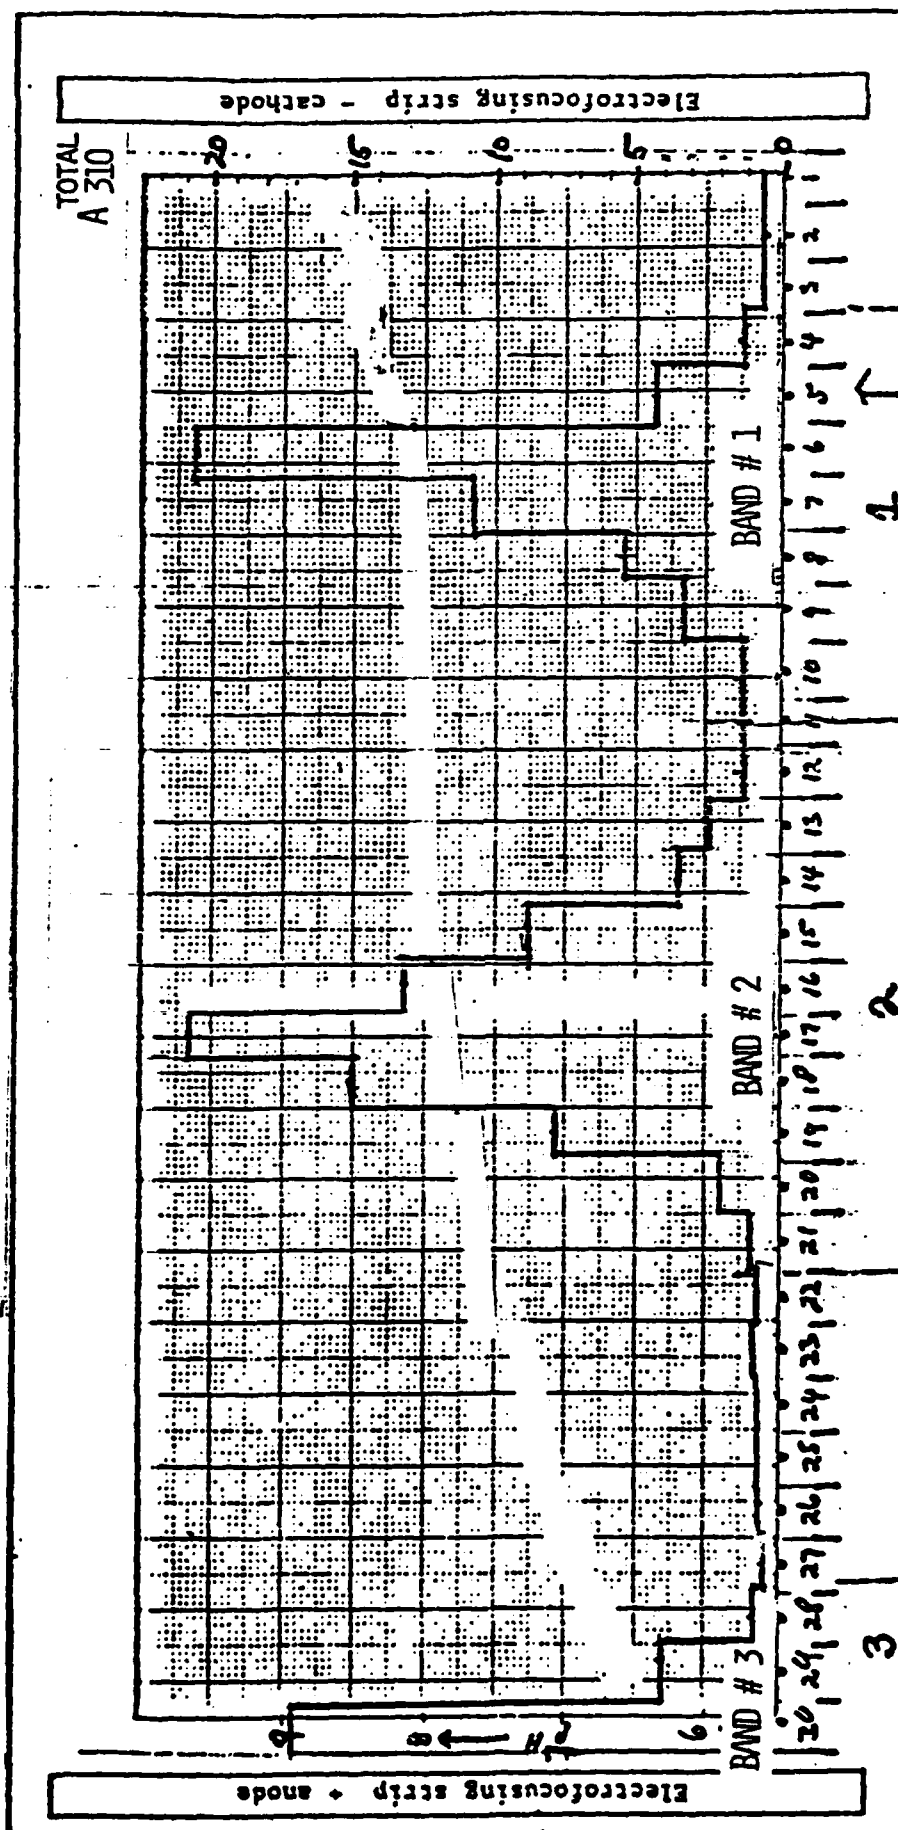 Electrofocusing strip - cathode
TOTAL
A 310
20
15
10
5
0
1 2 3 4 5 6 7 8 9 10 11 12 13 14 15 16 17 18 19 20 21 22 23 24 25 26 27 28 29 30
BAND # 1
BAND # 2
BAND # 3
1
2
3
9
8
7
6
PH
Electrofocusing strip + anode